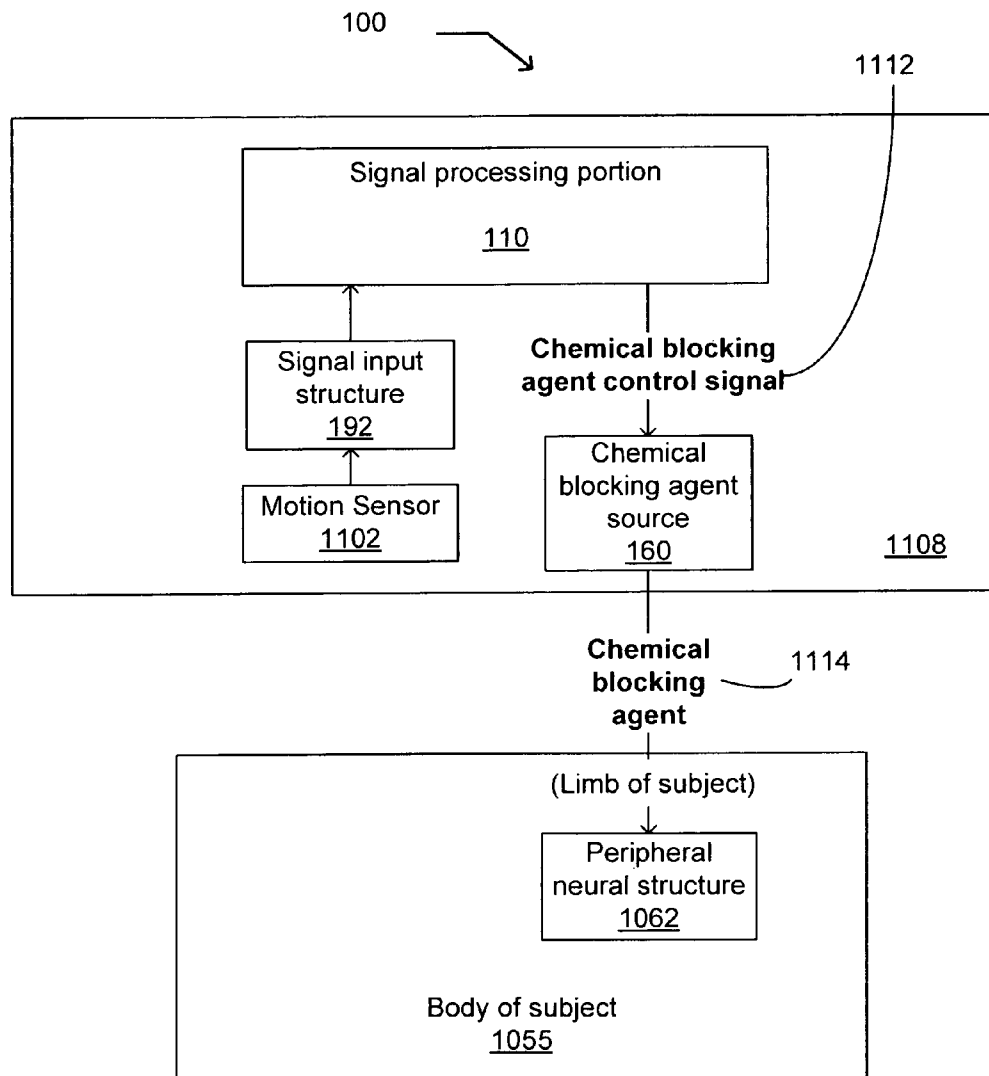 100
1112
Signal processing portion
110
Chemical blocking
agent control signal
Signal input
structure
192
Chemical
blocking agent
source
160
Motion Sensor
1102
1108
Chemical
blocking
agent
1114
(Limb of subject)
Peripheral
neural structure
1062
Body of subject
1055